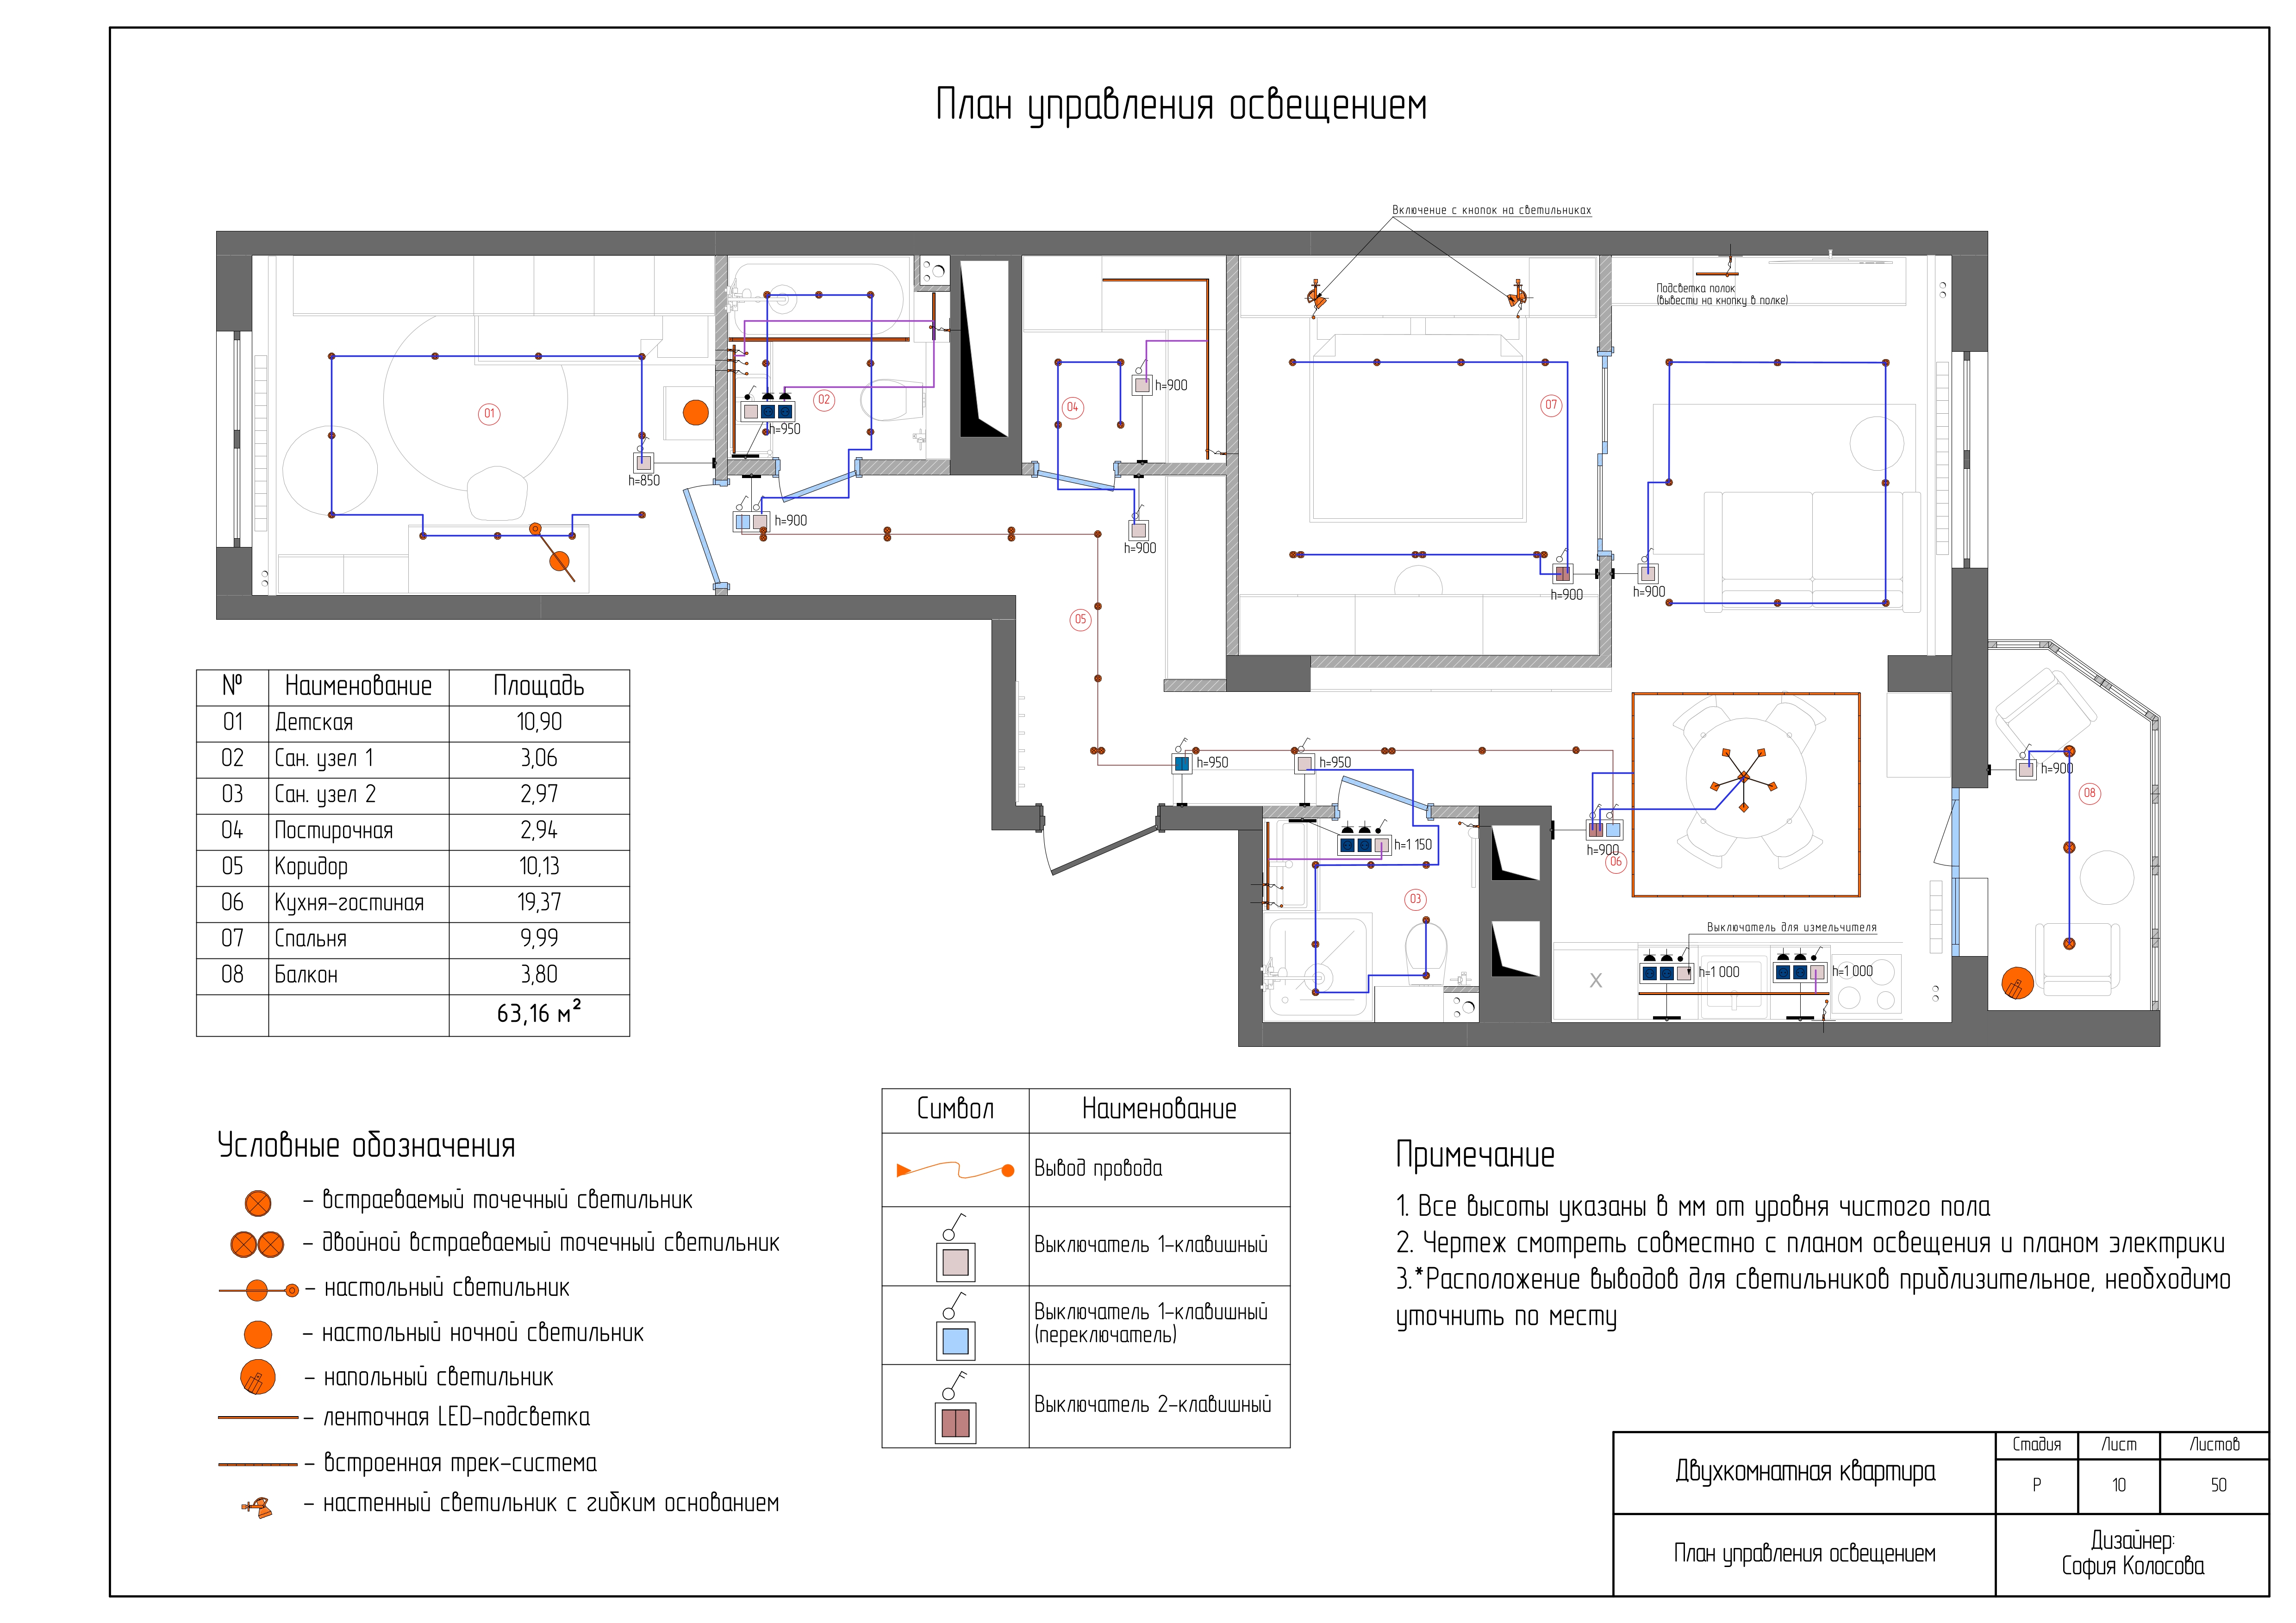 План управления освещением
Включение с кнопок на светильниках
Подсветка полок
(вывести на кнопку в полке)
01
02
04
07
h=900
h=950
h=850
h=900
h=900
h=900
h=900
05
h=950
h=950
h=900
08
h=1 150
h=900
06
03
Выключатель для измельчителя
h=1 000
h=1 000
X
№ Наименование Площадь
01 Детская 10,90
02 Сан. узел 1 3,06
03 Сан. узел 2 2,97
04 Постирочная 2,94
05 Коридор 10,13
06 Кухня-гостиная 19,37
07 Спальня 9,99
08 Балкон 3,80
63,16 м²
Условные обозначения
- встраеваемый точечный светильник
- двойной встраеваемый точечный светильник
- настольный светильник
- настольный ночной светильник
- напольный светильник
- ленточная LED-подсветка
- встроенная трек-система
- настенный светильник с гибким основанием
Символ Наименование
Вывод провода
Выключатель 1-клавишный
Выключатель 1-клавишный
(переключатель)
Выключатель 2-клавишный
Примечание
1. Все высоты указаны в мм от уровня чистого пола
2. Чертеж смотреть совместно с планом освещения и планом электрики
3.*Расположение выводов для светильников приблизительное, необходимо
уточнить по месту
Двухкомнатная квартира
Стадия Лист Листов
Р 10 50
План управления освещением
Дизайнер:
София Колосова